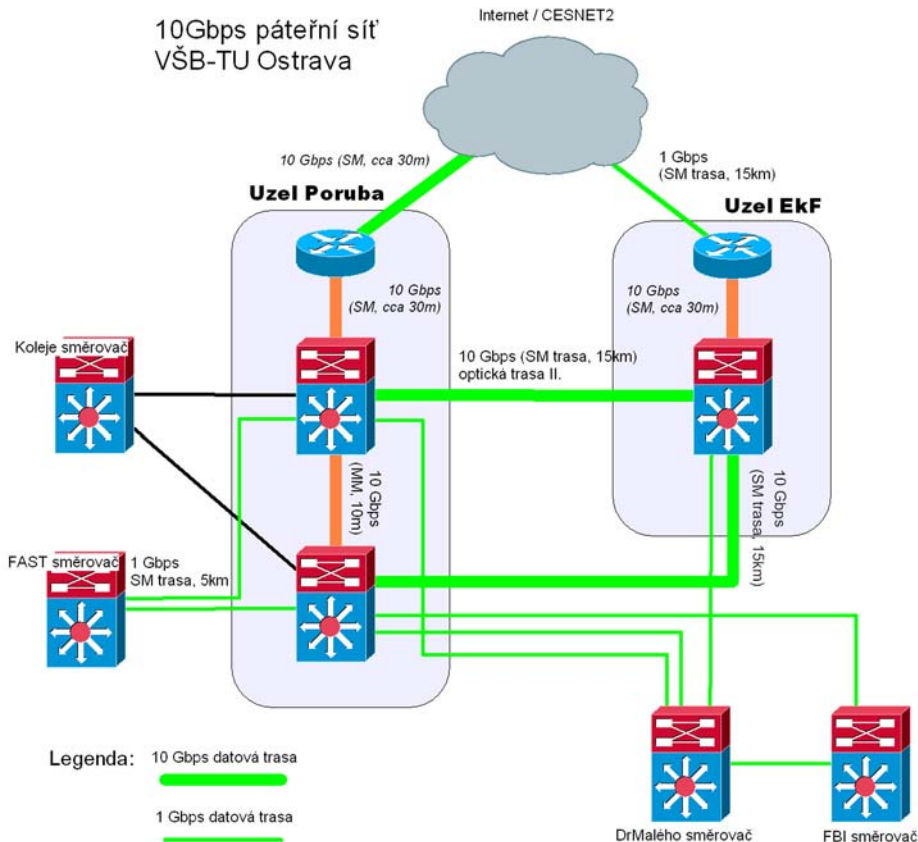 10Gbps páteřní síť
VŠB-TU Ostrava
Internet / CESNET2
10 Gbps (SM, cca 30m)
1 Gbps
(SM trasa, 15km)
Uzel Poruba
Uzel EkF
10 Gbps
(SM, cca 30m)
10 Gbps
(SM, cca 30m)
Koleje směrovač
10 Gbps (SM trasa, 15km)
optická trasa II.
10 Gbps
(MM, 10m)
10 Gbps
(SM trasa, 15km)
FAST směrovač
1 Gbps
SM trasa, 5km
Legenda:
10 Gbps datová trasa
1 Gbps datová trasa
DrMalého směrovač
FBI směrovač